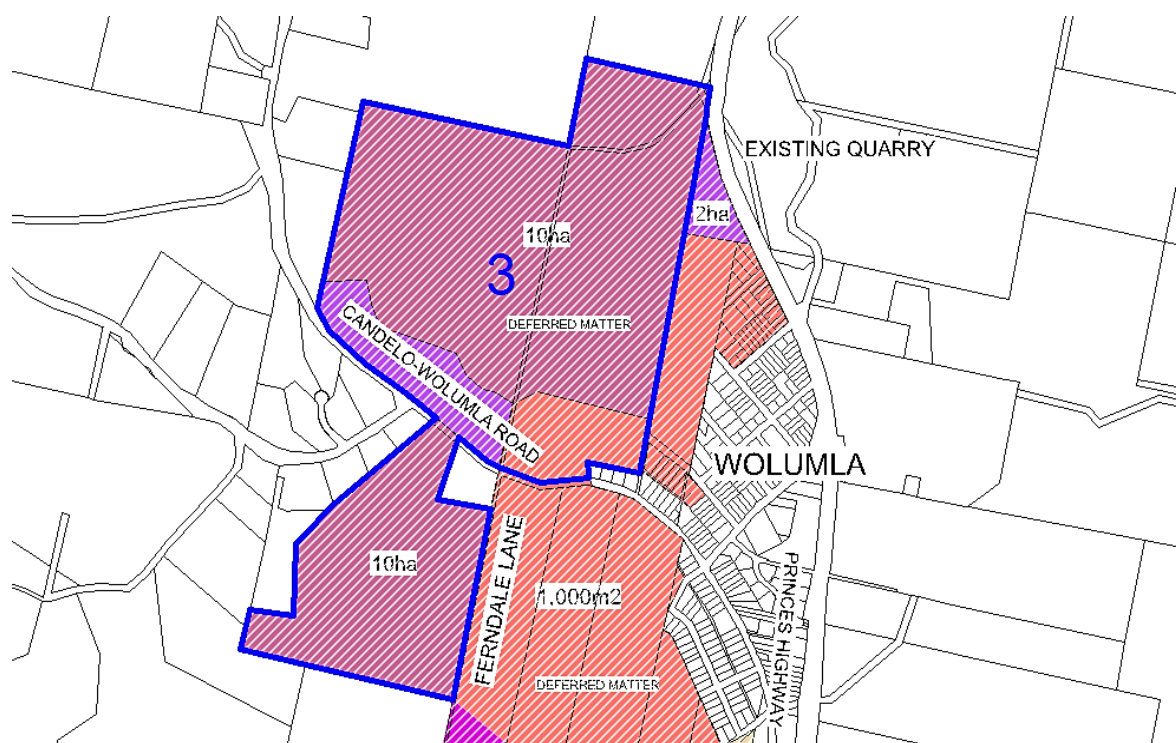 EXISTING QUARRY
2ha
10ha
3
DEFERRED MATTER
CANDELO-WOLUMLA ROAD
WOLUMLA
10ha
FERNDALE LANE
1,000m2
PRINCES HIGHWAY
DEFERRED MATTER